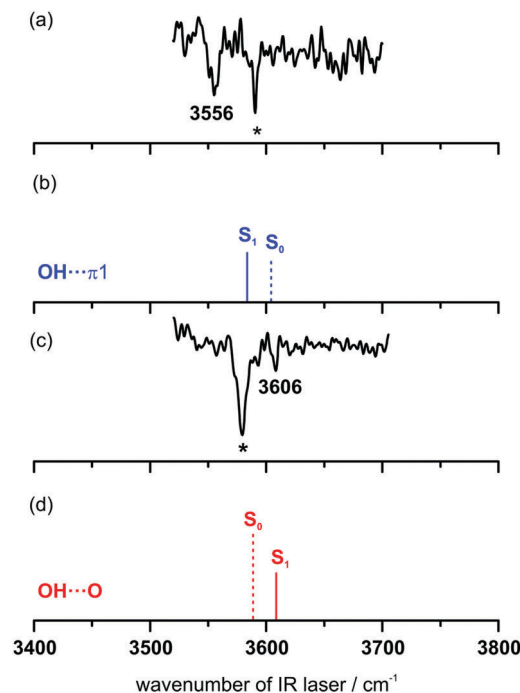 (a)
3556
*
(b)
S₁
S₀
OH···π1
(c)
3606
*
(d)
S₀
S₁
OH···O
3400 3500 3600 3700 3800
wavenumber of IR laser / cm⁻¹